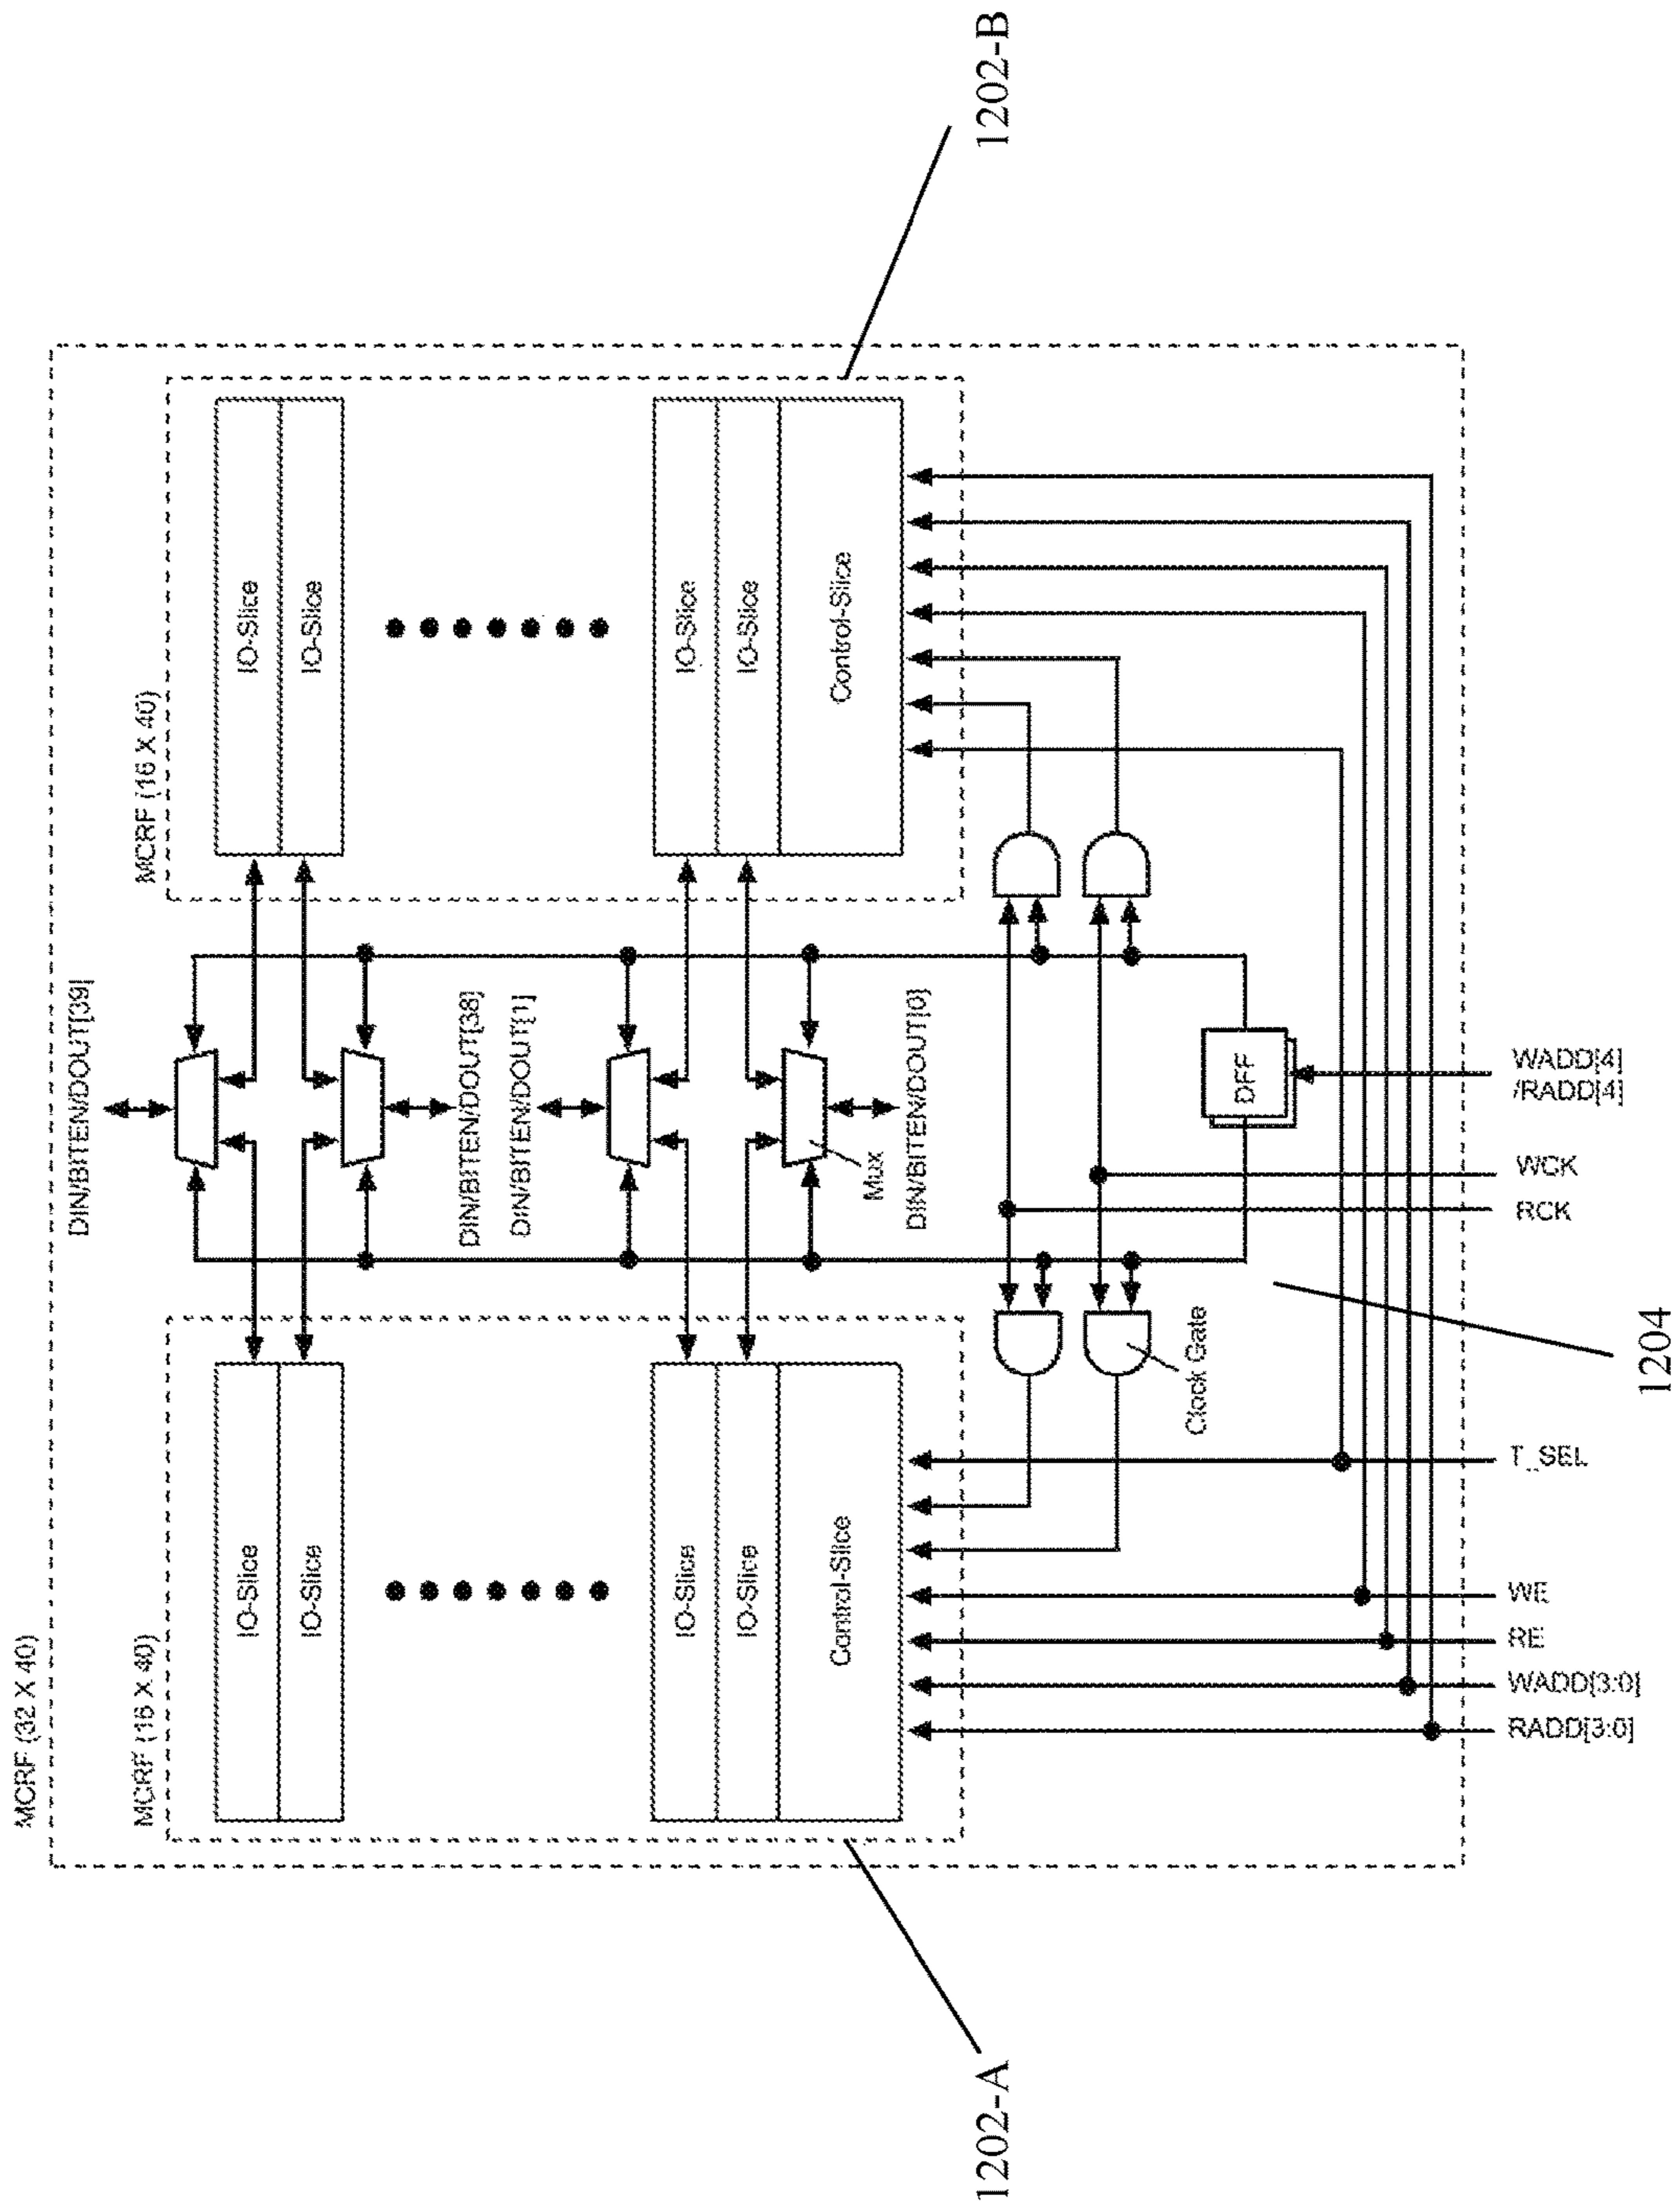 MCRF (32 X 40)
MCRF (16 X 40)
MCRF (16 X 40)
DIN/BITEN/DOUT[39]
IO-Slice
IO-Slice
IO-Slice
IO-Slice
DIN/BITEN/DOUT[38]
DIN/BITEN/DOUT[1]
IO-Slice
IO-Slice
IO-Slice
IO-Slice
Control-Slice
Mux
Control-Slice
DIN/BITEN/DOUT[0]
1202-A
1202-B
Clock Gate
DFF
RADD[3:0]
WADD[3:0]
RE
WE
T_SEL
RCK
WCK
WADD[4]
/RADD[4]
1204